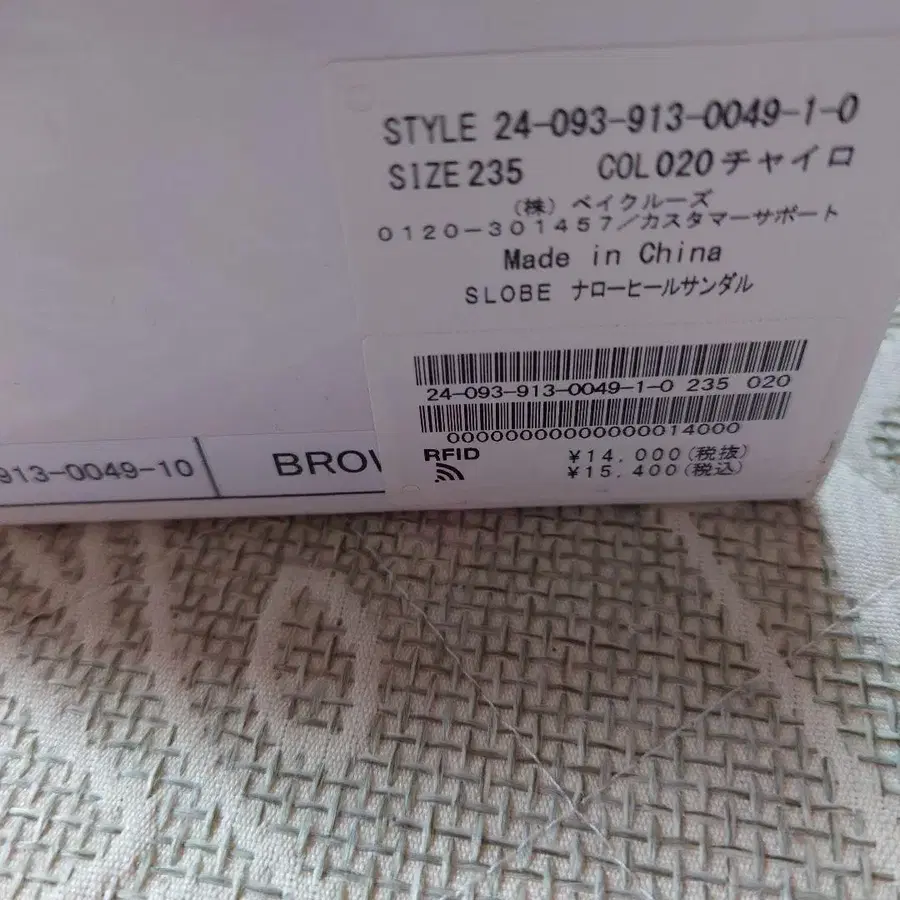 STYLE 24-093-913-0049-1-0
SIZE 235 COL 020 チャイロ
(株) ベイクルーズ
0120-301457/カスタマーサポート
Made in China
SLOBE ナローヒールサンダル
24-093-913-0049-1-0 235 020
00000000000000014000
RFID
¥14,000(税抜)
¥15,400(税込)
913-0049-10
BROW